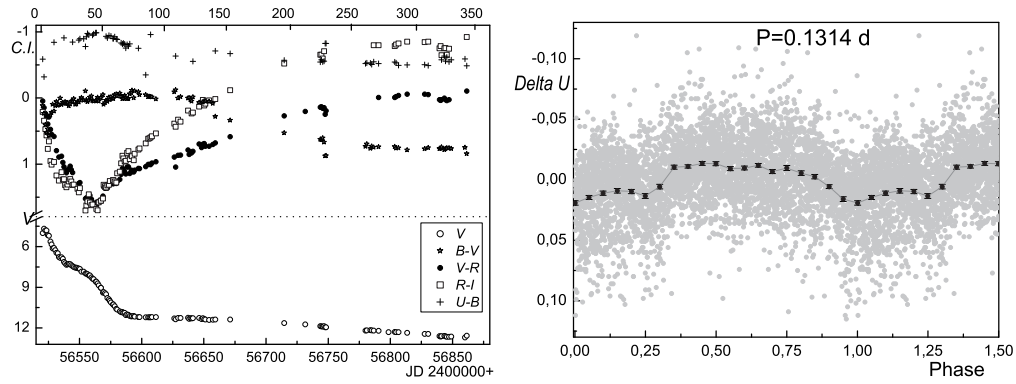 0 50 100 150 200 250 300 350
-1
C.I.
0
1
V
6
9
12
V
B-V
V-R
R-I
U-B
56550 56600 56650 56700 56750 56800 56850
JD 2400000+
P=0.1314 d
-0,10
Delta U
-0,05
0,00
0,05
0,10
0,00 0,25 0,50 0,75 1,00 1,25 1,50
Phase